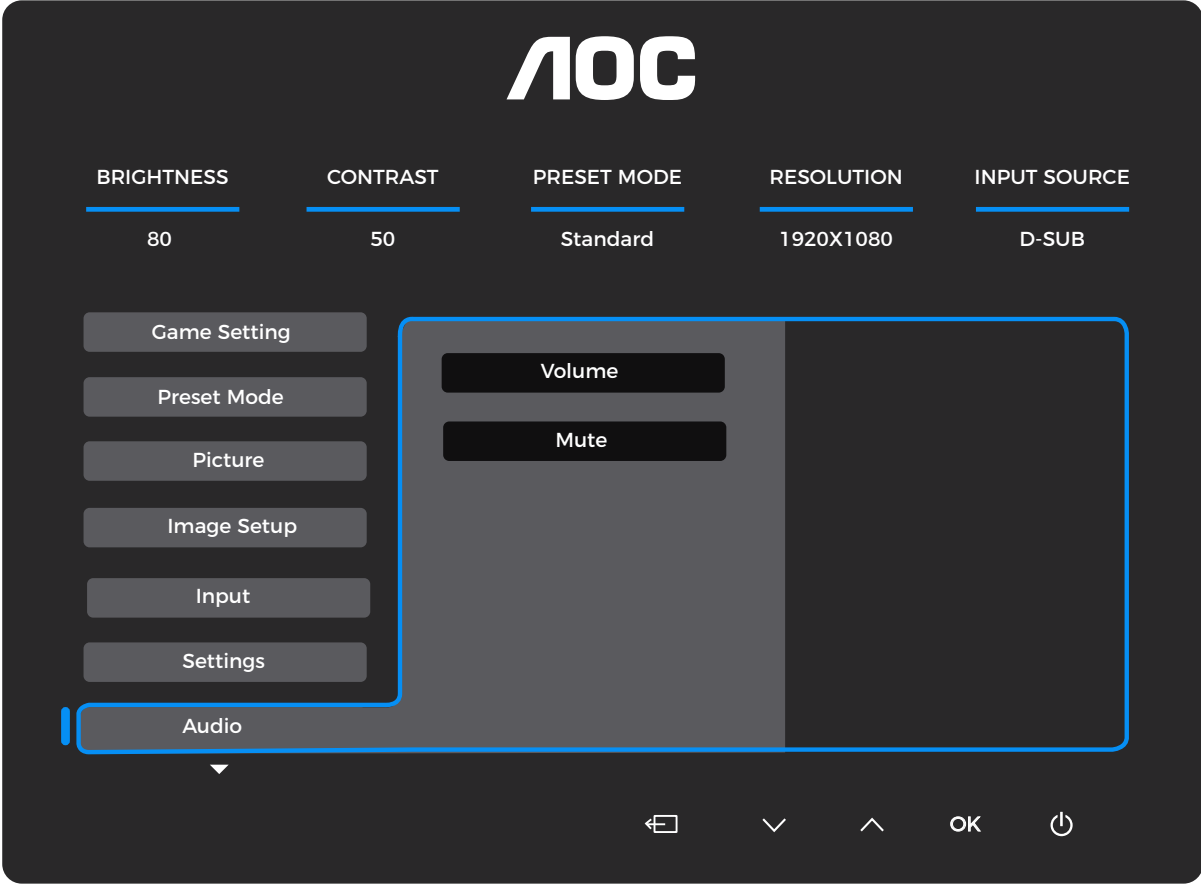 AOC
BRIGHTNESS CONTRAST PRESET MODE RESOLUTION INPUT SOURCE
80 50 Standard 1920X1080 D-SUB
Game Setting
Volume
Preset Mode
Mute
Picture
Image Setup
Input
Settings
Audio
OK